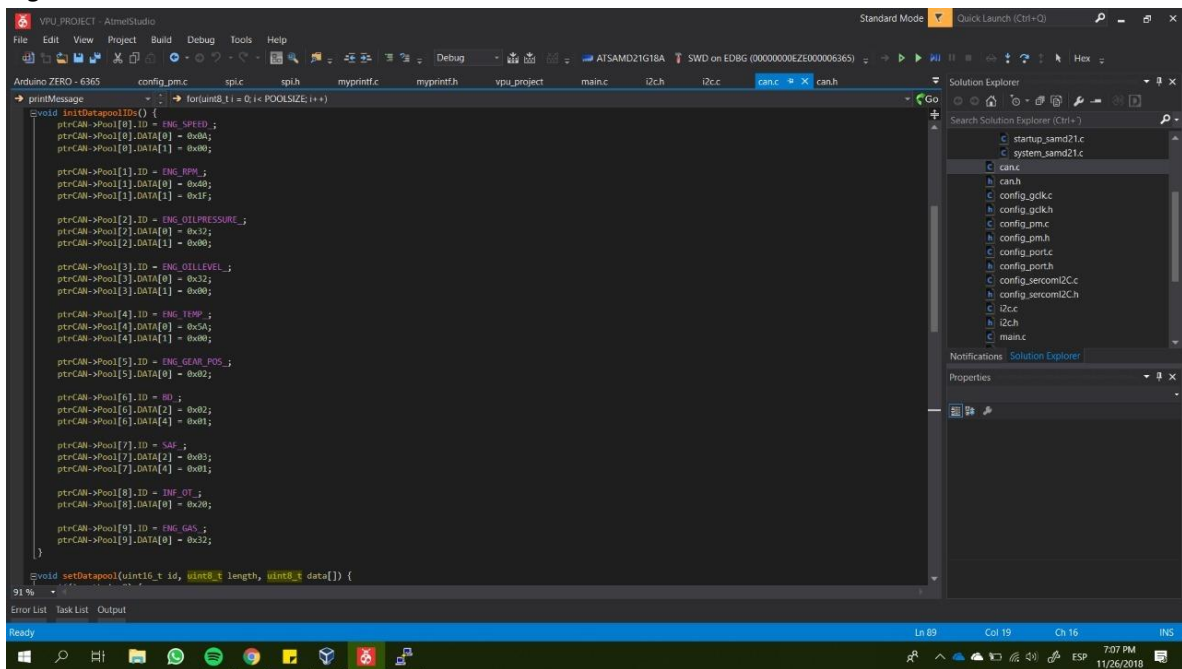 VPU_PROJECT - AtmelStudio
Standard Mode
Quick Launch (Ctrl+Q)
File Edit View Project Build Debug Tools Help
Debug
ATSAMD21G18A
SWD on EDBG (00000000EZE000006365)
Hex
Arduino ZERO - 6365 config_pm.c spi.c spi.h myprintf.c myprintf.h vpu_project main.c i2c.h i2c.c can.c can.h
printMessage
for(uint8_t i = 0; i< POOLSIZE; i++)
Go
void initDatapoolIDs() {
ptrCAN->Pool[0].ID = ENG_SPEED_;
ptrCAN->Pool[0].DATA[0] = 0x0A;
ptrCAN->Pool[0].DATA[1] = 0x00;
ptrCAN->Pool[1].ID = ENG_RPM_;
ptrCAN->Pool[1].DATA[0] = 0x40;
ptrCAN->Pool[1].DATA[1] = 0x1F;
ptrCAN->Pool[2].ID = ENG_OILPRESSURE_;
ptrCAN->Pool[2].DATA[0] = 0x32;
ptrCAN->Pool[2].DATA[1] = 0x00;
ptrCAN->Pool[3].ID = ENG_OILLEVEL_;
ptrCAN->Pool[3].DATA[0] = 0x32;
ptrCAN->Pool[3].DATA[1] = 0x00;
ptrCAN->Pool[4].ID = ENG_TEMP_;
ptrCAN->Pool[4].DATA[0] = 0x5A;
ptrCAN->Pool[4].DATA[1] = 0x00;
ptrCAN->Pool[5].ID = ENG_GEAR_POS_;
ptrCAN->Pool[5].DATA[0] = 0x02;
ptrCAN->Pool[6].ID = BD_;
ptrCAN->Pool[6].DATA[2] = 0x02;
ptrCAN->Pool[6].DATA[4] = 0x01;
ptrCAN->Pool[7].ID = SAF_;
ptrCAN->Pool[7].DATA[2] = 0x03;
ptrCAN->Pool[7].DATA[4] = 0x01;
ptrCAN->Pool[8].ID = INF_OT_;
ptrCAN->Pool[8].DATA[0] = 0x20;
ptrCAN->Pool[9].ID = ENG_GAS_;
ptrCAN->Pool[9].DATA[0] = 0x32;
}
void setDatapool(uint16_t id, uint8_t length, uint8_t data[]) {
91 %
Solution Explorer
Search Solution Explorer (Ctrl+')
startup_samd21.c
system_samd21.c
can.c
can.h
config_gclk.c
config_gclk.h
config_pm.c
config_pm.h
config_port.c
config_port.h
config_sercomI2C.c
config_sercomI2C.h
i2c.c
i2c.h
main.c
Notifications Solution Explorer
Properties
Error List Task List Output
Ready
Ln 89 Col 19 Ch 16 INS
ESP
7:07 PM
11/26/2018